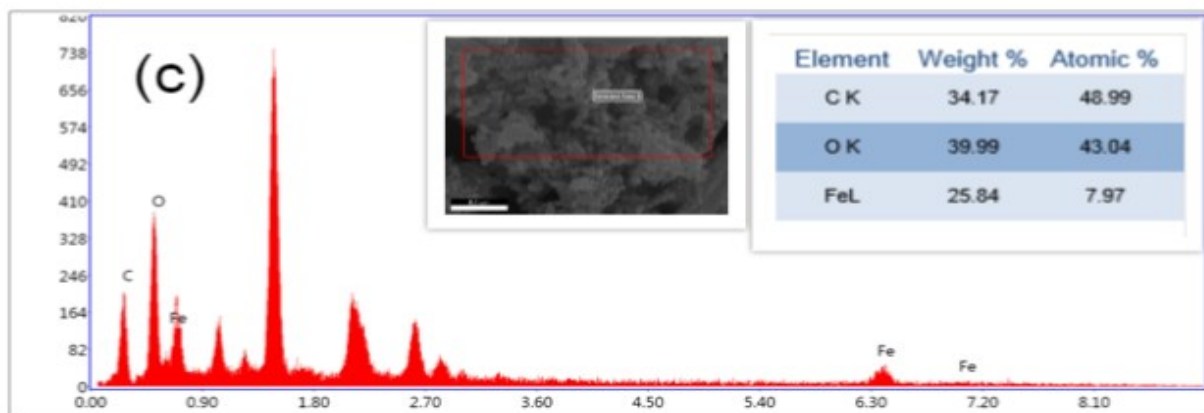 820
738
656
574
492
410
328
246
164
82
0
(c)
C
O
Fe
Fe
Fe
0.00 0.90 1.80 2.70 3.60 4.50 5.40 6.30 7.20 8.10
Element Weight % Atomic %
C K 34.17 48.99
O K 39.99 43.04
FeL 25.84 7.97